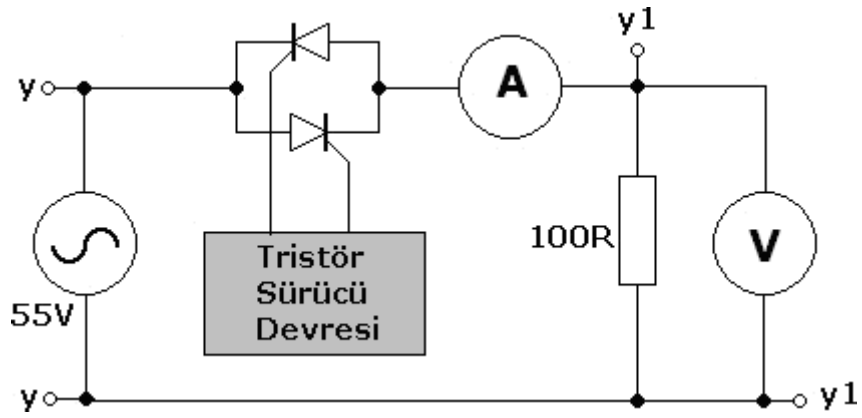 y1
y
A
100R
V
Tristör
Sürücü
Devresi
55V
y
y1